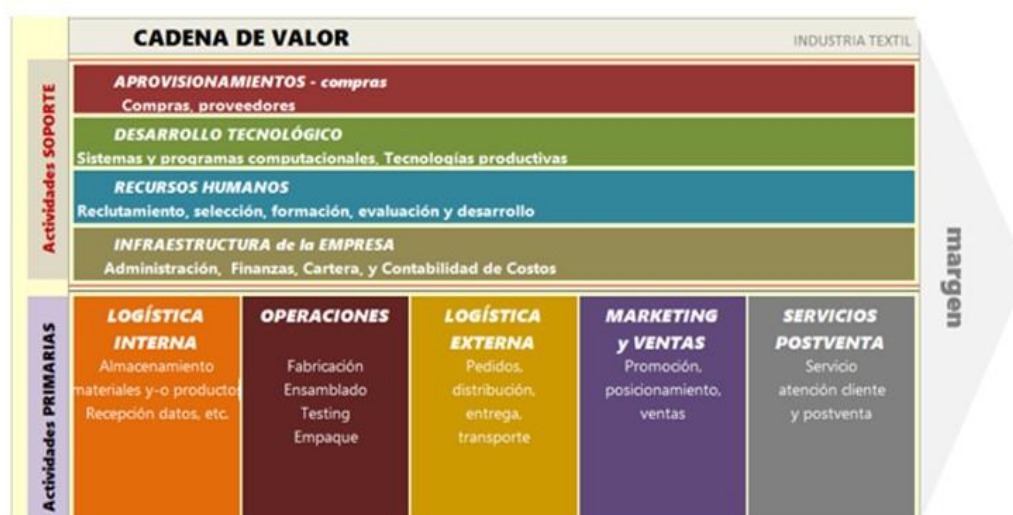 CADENA DE VALOR
INDUSTRIA TEXTIL
Actividades SOPORTE
APROVISIONAMIENTOS - compras
Compras, proveedores
DESARROLLO TECNOLÓGICO
Sistemas y programas computacionales, Tecnologías productivas
RECURSOS HUMANOS
Reclutamiento, selección, formación, evaluación y desarrollo
INFRAESTRUCTURA de la EMPRESA
Administración, Finanzas, Cartera, y Contabilidad de Costos
Actividades PRIMARIAS
LOGÍSTICA
INTERNA
Almacenamiento
materiales y-o productos
Recepción datos, etc.
OPERACIONES
Fabricación
Ensamblado
Testing
Empaque
LOGÍSTICA
EXTERNA
Pedidos,
distribución,
entrega,
transporte
MARKETING
y VENTAS
Promoción,
posicionamiento,
ventas
SERVICIOS
POSTVENTA
Servicio
atención cliente
y postventa
margen